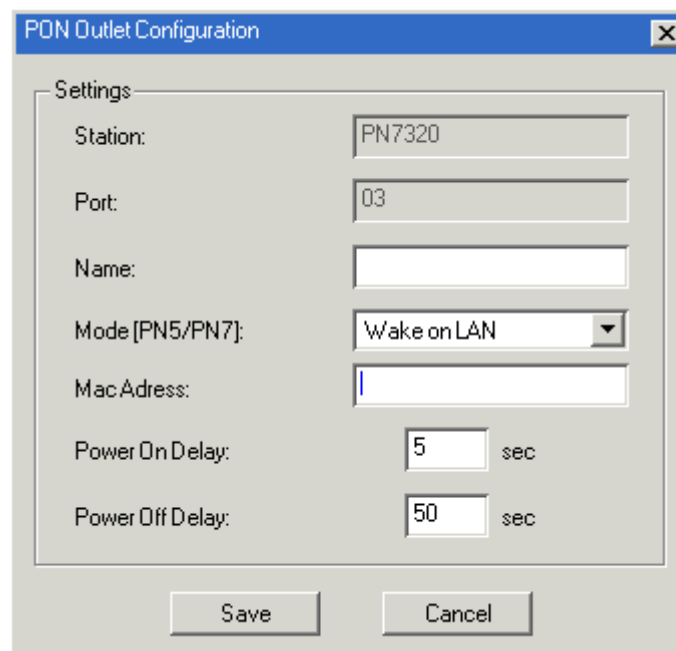 PON Outlet Configuration
Settings
Station: PN7320
Port: 03
Name:
Mode [PN5/PN7]: Wake on LAN
Mac Adress:
Power On Delay: 5 sec
Power Off Delay: 50 sec
Save Cancel